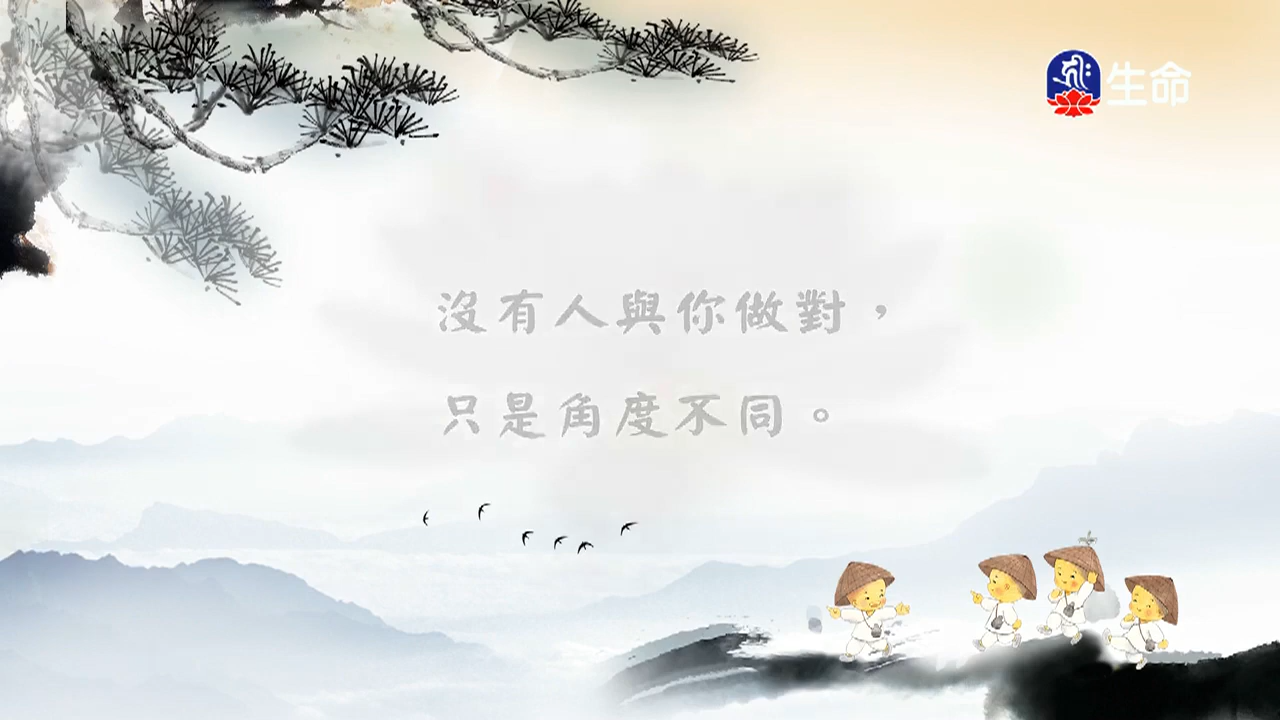 生命
沒有人與你做對，
只是角度不同。